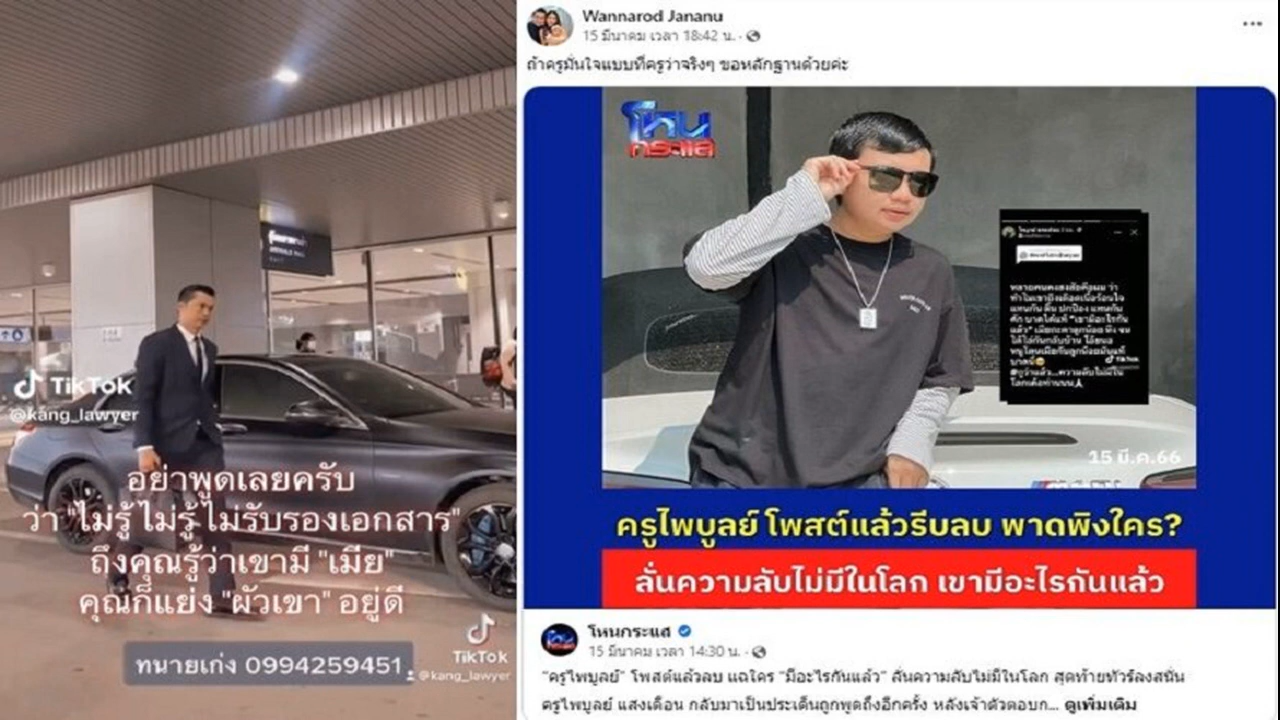 ผู้โดยสารขาเข้า
ARRIVALS HALL
TikTok
@kang_lawyer
อย่าพูดเลยครับ
ว่า "ไม่รู้ ไม่รู้ ไม่รับรองเอกสาร"
ถึงคุณรู้ว่าเขามี "เมีย"
คุณก็แย่ง "ผัวเขา" อยู่ดี
ทนายเก่ง 0994259451
TikTok
@kang_lawyer
Wannarod Jananu
15 มีนาคม เวลา 18:42 น.
ถ้าครูมั่นใจแบบที่ครูว่าจริงๆ ขอหลักฐานด้วยค่ะ
โหนกระแส
TikTok
15 มี.ค.66
ครูไพบูลย์ โพสต์แล้วรีบลบ พาดพิงใคร?
ลั่นความลับไม่มีในโลก เขามีอะไรกันแล้ว
โหนกระแส
15 มีนาคม เวลา 14:30 น.
"ครูไพบูลย์" โพสต์แล้วลบ แฉใคร "มีอะไรกันแล้ว" ลั่นความลับไม่มีในโลก สุดท้ายทัวร์ลงสนั่น
ครูไพบูลย์ แสงเดือน กลับมาเป็นประเด็นถูกพูดถึงอีกครั้ง หลังเจ้าตัวตอบก... ดูเพิ่มเติม